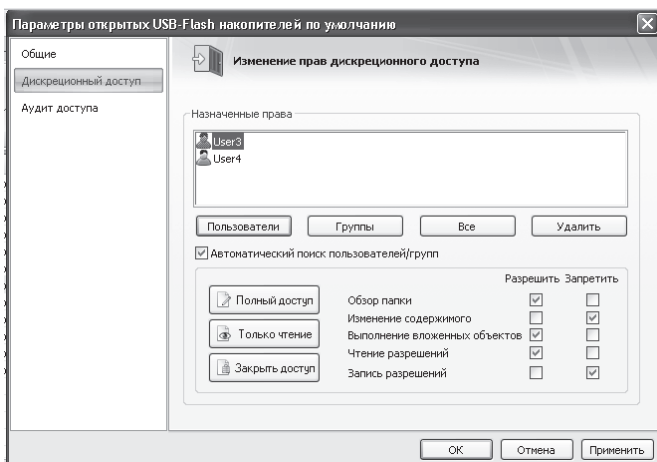 Параметры открытых USB-Flash накопителей по умолчанию
Общие
Дискреционный доступ
Аудит доступа
Изменение прав дискреционного доступа
Назначенные права
User3
User4
Пользователи Группы Все Удалить
Автоматический поиск пользователей/групп
Разрешить Запретить
Полный доступ
Только чтение
Закрыть доступ
Обзор папки
Изменение содержимого
Выполнение вложенных объектов
Чтение разрешений
Запись разрешений
ОК Отмена Применить